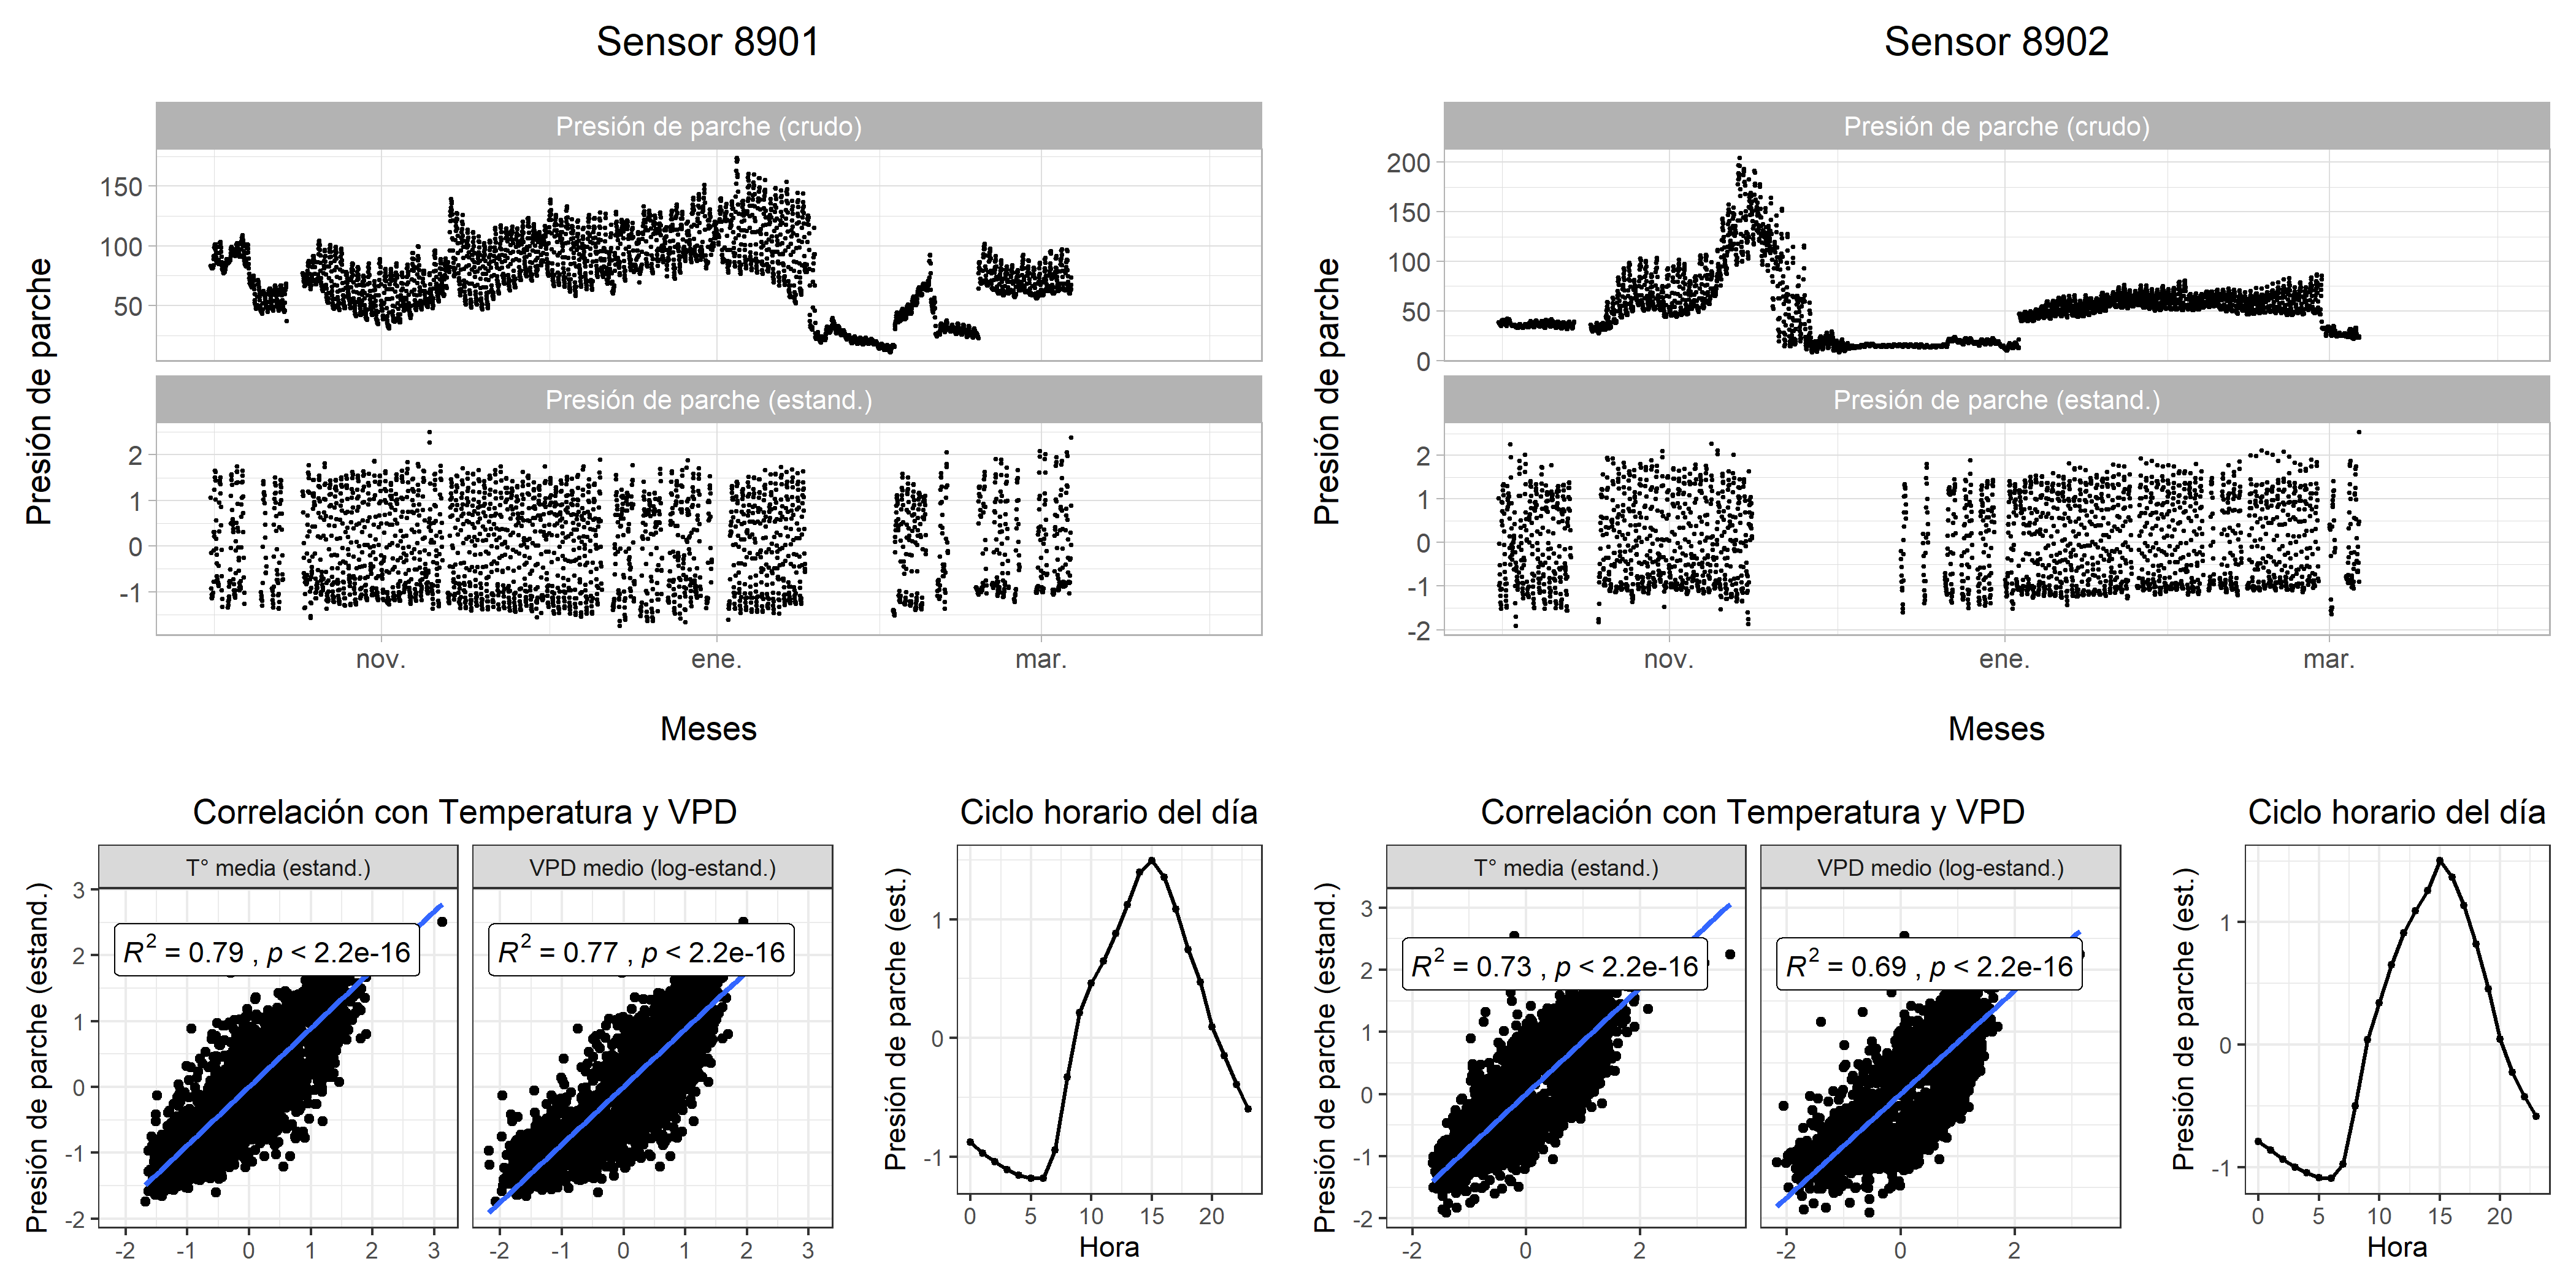 Sensor 8901
Presión de parche (crudo)
150
100
50
Presión de parche (estand.)
2
1
0
-1
Presión de parche
nov.
ene.
mar.
Meses
Correlación con Temperatura y VPD
T° media (estand.)
VPD medio (log-estand.)
R² = 0.79 , p < 2.2e-16
R² = 0.77 , p < 2.2e-16
Presión de parche (estand.)
3
2
1
0
-1
-2
-2 -1 0 1 2 3
-2 -1 0 1 2 3
Ciclo horario del día
Presión de parche (est.)
1
0
-1
0 5 10 15 20
Hora
Sensor 8902
Presión de parche (crudo)
200
150
100
50
0
Presión de parche (estand.)
2
1
0
-1
-2
Presión de parche
nov.
ene.
mar.
Meses
Correlación con Temperatura y VPD
T° media (estand.)
VPD medio (log-estand.)
R² = 0.73 , p < 2.2e-16
R² = 0.69 , p < 2.2e-16
Presión de parche (estand.)
3
2
1
0
-1
-2
-2 0 2
-2 0 2
Ciclo horario del día
Presión de parche (est.)
1
0
-1
0 5 10 15 20
Hora